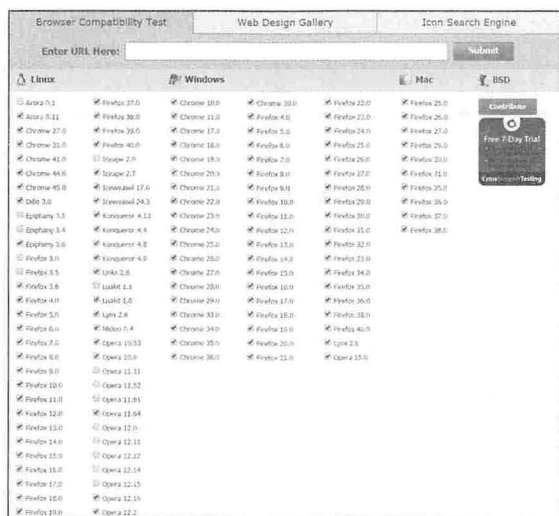 Browser Compatibility Test
Web Design Gallery
Icon Search Engine
Enter URL Here:
Submit
Linux
Windows
Mac
BSD
Arora 0.1
Arora 0.11
Chrome 27.0
Chrome 31.0
Chrome 41.0
Chrome 44.0
Chrome 45.0
Dillo 3.0
Epiphany 3.4
Epiphany 3.6
Firefox 3.0
Firefox 3.5
Firefox 3.6
Firefox 4.0
Firefox 5.0
Firefox 6.0
Firefox 7.0
Firefox 8.0
Firefox 9.0
Firefox 10.0
Firefox 11.0
Firefox 12.0
Firefox 13.0
Firefox 14.0
Firefox 15.0
Firefox 16.0
Firefox 17.0
Firefox 18.0
Firefox 19.0
Firefox 37.0
Firefox 38.0
Firefox 39.0
Firefox 40.0
Iceape 2.0
Iceape 2.7
Iceweasel 17.0
Iceweasel 24.3
Konqueror 4.4
Konqueror 4.8
Konqueror 4.9
Links 2.6
Luakit 1.1
Luakit 1.8
Lynx 2.8
Midori 0.4
Opera 10.53
Opera 11.11
Opera 11.52
Opera 11.61
Opera 11.64
Opera 12.0
Opera 12.11
Opera 12.12
Opera 12.14
Opera 12.15
Opera 12.16
Opera 12.2
Chrome 10.0
Chrome 11.0
Chrome 17.0
Chrome 18.0
Chrome 19.0
Chrome 20.0
Chrome 21.0
Chrome 22.0
Chrome 23.0
Chrome 24.0
Chrome 25.0
Chrome 26.0
Chrome 27.0
Chrome 28.0
Chrome 29.0
Chrome 33.0
Chrome 34.0
Chrome 35.0
Chrome 36.0
Chrome 39.0
Firefox 4.0
Firefox 5.0
Firefox 6.0
Firefox 7.0
Firefox 8.0
Firefox 9.0
Firefox 10.0
Firefox 11.0
Firefox 12.0
Firefox 13.0
Firefox 14.0
Firefox 15.0
Firefox 16.0
Firefox 17.0
Firefox 18.0
Firefox 19.0
Firefox 20.0
Firefox 21.0
Firefox 22.0
Firefox 23.0
Firefox 24.0
Firefox 25.0
Firefox 26.0
Firefox 27.0
Firefox 28.0
Firefox 29.0
Firefox 30.0
Firefox 31.0
Firefox 32.0
Firefox 33.0
Firefox 34.0
Firefox 35.0
Firefox 36.0
Firefox 38.0
Firefox 40.0
Opera 15.0
Firefox 25.0
Firefox 26.0
Firefox 27.0
Firefox 29.0
Firefox 31.0
Firefox 35.0
Firefox 36.0
Firefox 37.0
Firefox 38.0
Contribute
Free 7-Day Trial
CrossBrowserTesting